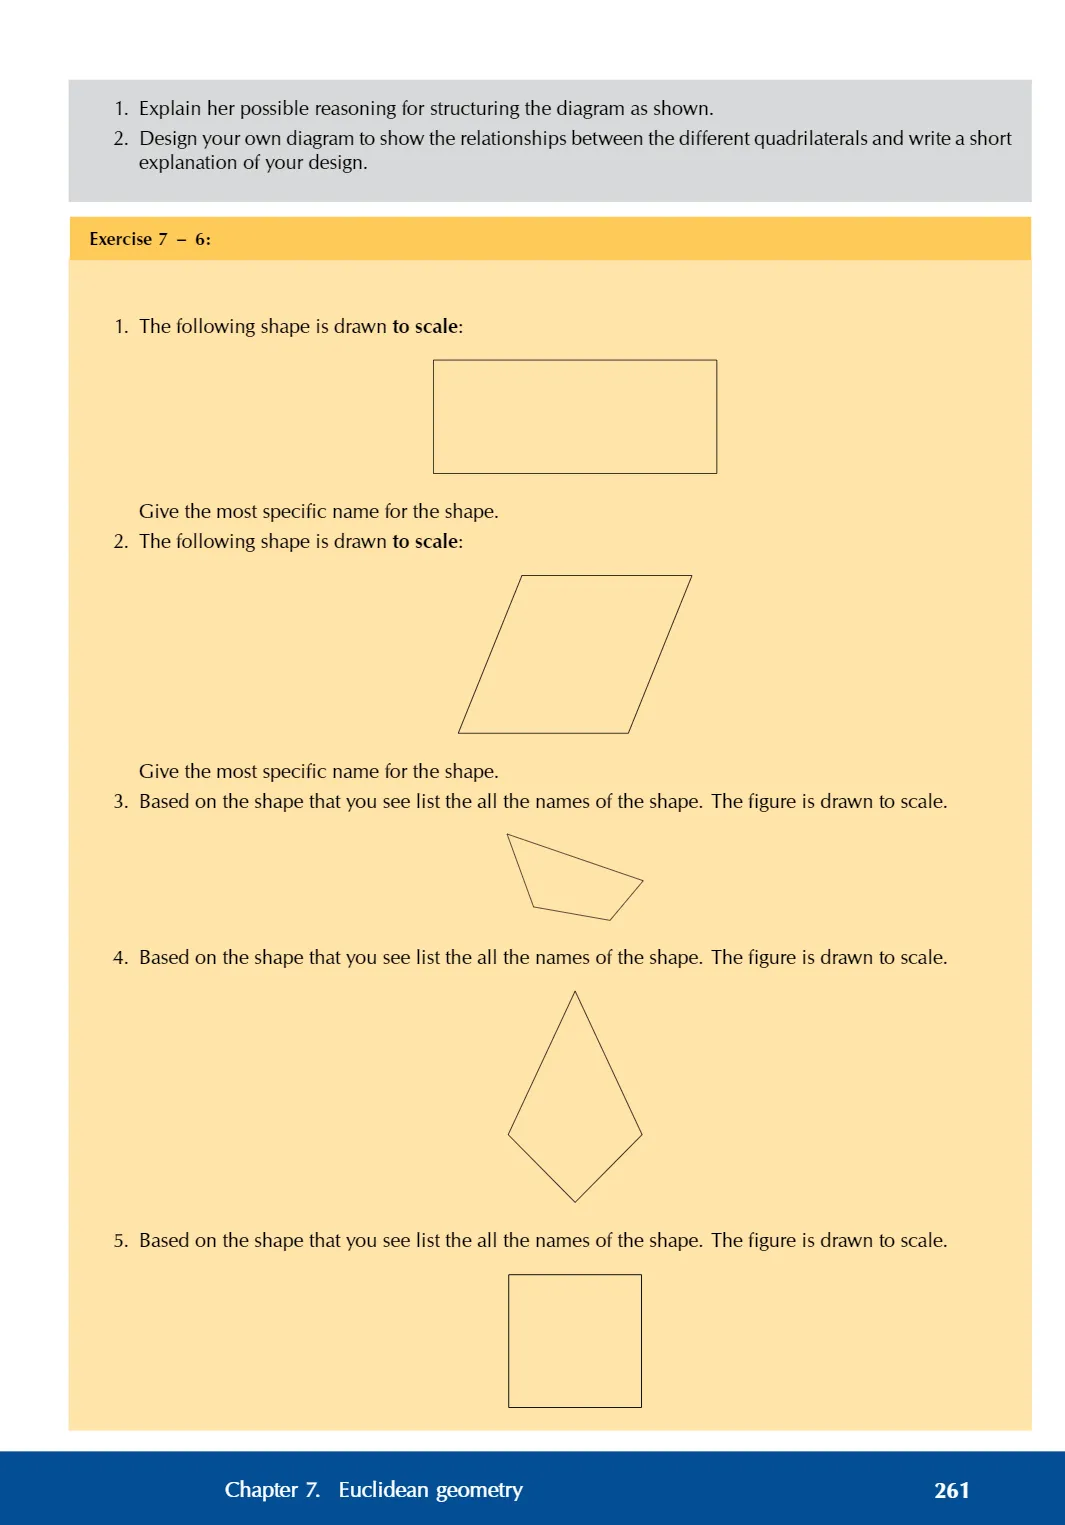 1. Explain her possible reasoning for structuring the diagram as shown.
2. Design your own diagram to show the relationships between the different quadrilaterals and write a short
explanation of your design.
Exercise 7 – 6:
1. The following shape is drawn to scale:
Give the most specific name for the shape.
2. The following shape is drawn to scale:
Give the most specific name for the shape.
3. Based on the shape that you see list the all the names of the shape. The figure is drawn to scale.
4. Based on the shape that you see list the all the names of the shape. The figure is drawn to scale.
5. Based on the shape that you see list the all the names of the shape. The figure is drawn to scale.
Chapter 7. Euclidean geometry 261